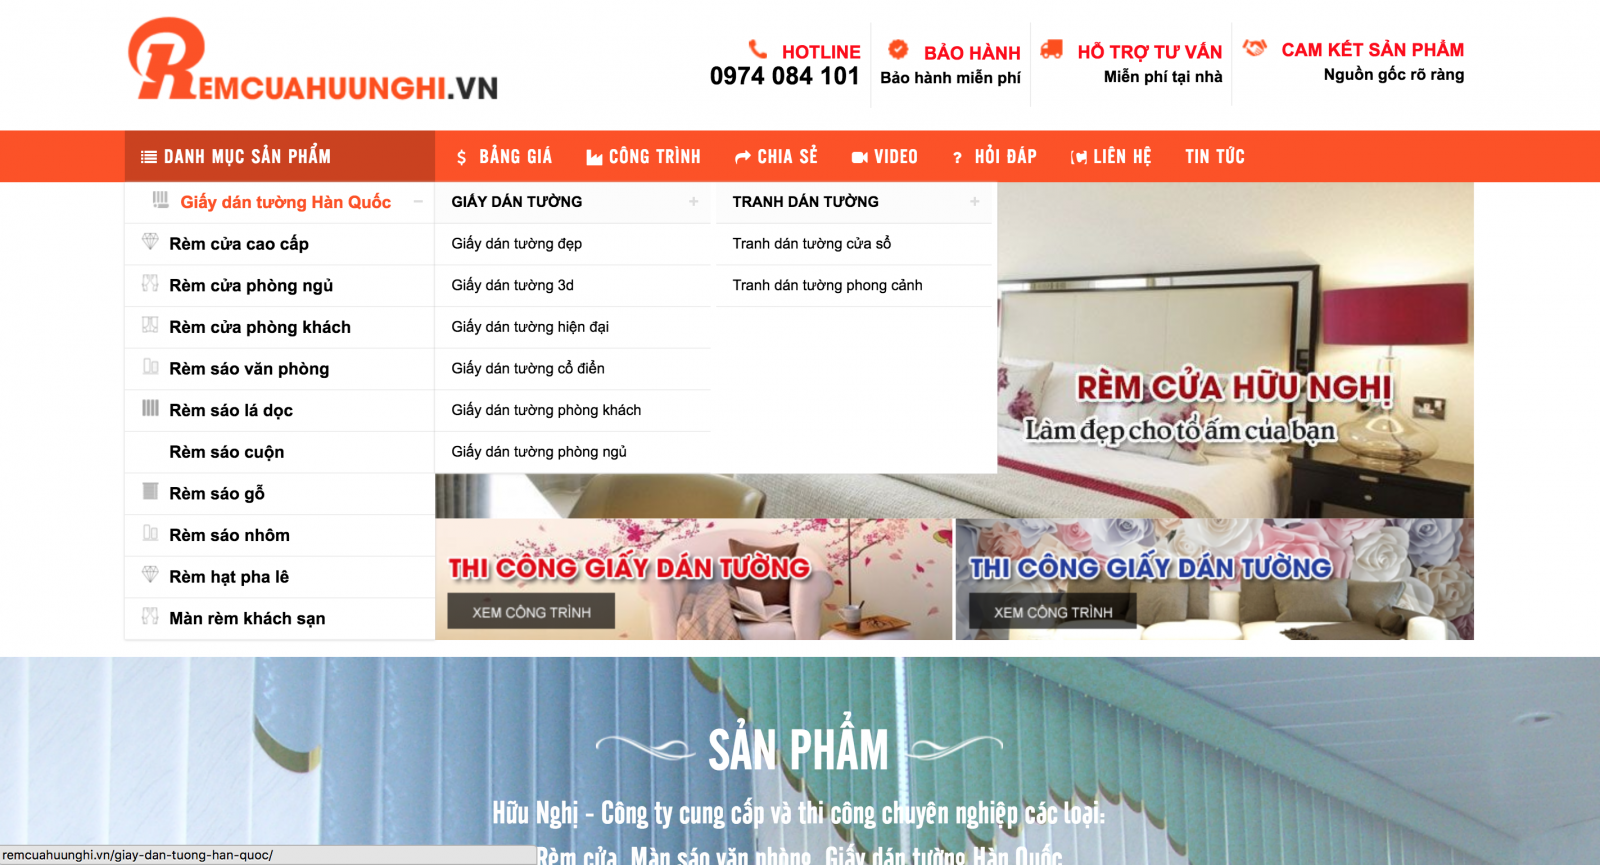 REMCUAHUUNGHI.VN
HOTLINE
0974 084 101
BẢO HÀNH
Bảo hành miễn phí
HỖ TRỢ TƯ VẤN
Miễn phí tại nhà
CAM KẾT SẢN PHẨM
Nguồn gốc rõ ràng
DANH MỤC SẢN PHẨM
BẢNG GIÁ
CÔNG TRÌNH
CHIA SẺ
VIDEO
HỎI ĐÁP
LIÊN HỆ
TIN TỨC
Giấy dán tường Hàn Quốc
Rèm cửa cao cấp
Rèm cửa phòng ngủ
Rèm cửa phòng khách
Rèm sáo văn phòng
Rèm sáo lá dọc
Rèm sáo cuộn
Rèm sáo gỗ
Rèm sáo nhôm
Rèm hạt pha lê
Màn rèm khách sạn
GIẤY DÁN TƯỜNG
Giấy dán tường đẹp
Giấy dán tường 3d
Giấy dán tường hiện đại
Giấy dán tường cổ điển
Giấy dán tường phòng khách
Giấy dán tường phòng ngủ
TRANH DÁN TƯỜNG
Tranh dán tường cửa sổ
Tranh dán tường phong cảnh
RÈM CỬA HỮU NGHỊ
Làm đẹp cho tổ ấm của bạn
THI CÔNG GIẤY DÁN TƯỜNG
XEM CÔNG TRÌNH
THI CÔNG GIẤY DÁN TƯỜNG
XEM CÔNG TRÌNH
SẢN PHẨM
Hữu Nghị - Công ty cung cấp và thi công chuyên nghiệp các loại:
Rèm cửa, Màn sáo văn phòng, Giấy dán tường Hàn Quốc
remcuahuunghi.vn/giay-dan-tuong-han-quoc/